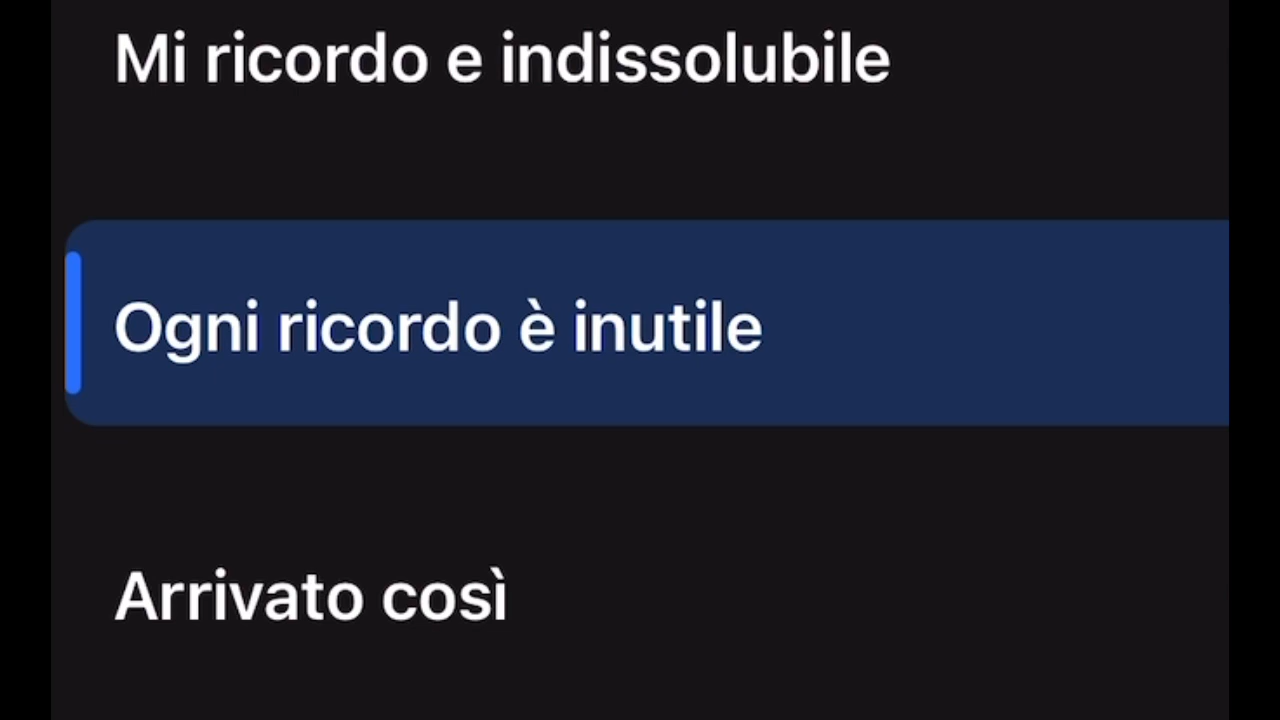 Mi ricordo e indissolubile
Ogni ricordo è inutile
Arrivato così